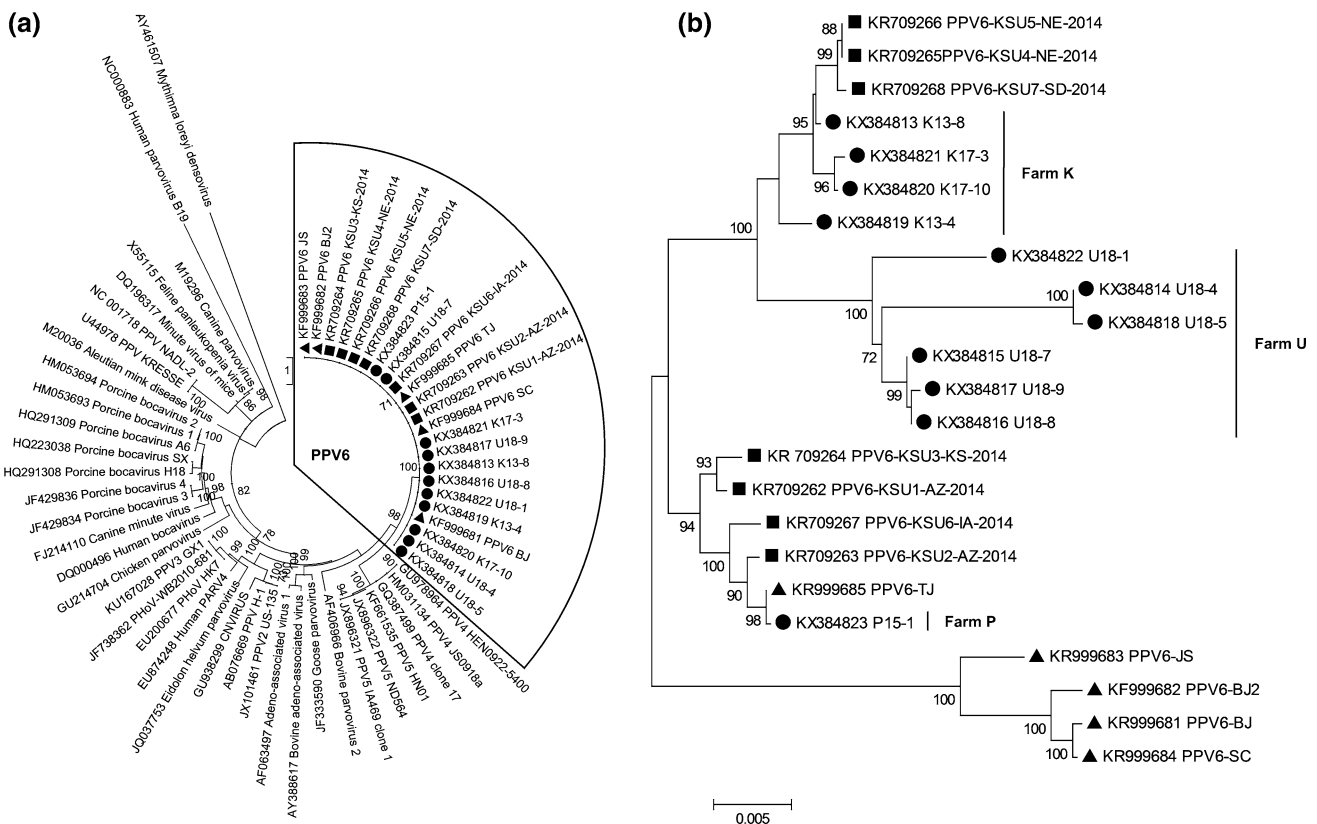 (a)
AY461507 Mythimna loreyi densovirus
NC000883 Human parvovirus B19
M19296 Canine parvovirus
X55115 Feline panleukopenia virus
DQ196317 Minute virus of mice
NC 001718 PPV NADL-2
U44978 PPV KRESSE
M20036 Aleutian mink disease virus
HM053694 Porcine bocavirus 2
HM053693 Porcine bocavirus 1
HQ291309 Porcine bocavirus A6
HQ223038 Porcine bocavirus SX
HQ291308 Porcine bocavirus H18
JF429836 Porcine bocavirus 4
JF429834 Porcine bocavirus 3
FJ214110 Canine minute virus
DQ000496 Human bocavirus
GU214704 Chicken parvovirus
KU167028 PPV3 GX1
JF738362 PHoV-WB2010-681
EU200677 PHoV HK7
EU874248 Human PARV4
JQ037753 Eidolon helvum parvovirus
GU938299 CNVIRUS
AB076669 PPV H-1
JX101461 PPV2 US-135
AF063497 Adeno-associated virus 1
AY388617 Bovine adeno-associated virus
JF333590 Goose parvovirus
AF406966 Bovine parvovirus 2
JX896321 PPV5 IA469 clone 1
JX896322 PPV5 ND564
KF661535 PPV5 HN01
GQ387499 PPV4 clone 17
HM031134 PPV4 JS0918a
GU978964 PPV4 HEN0922-5400
KX384818 U18-5
KX384814 U18-4
KX384820 K17-10
KF999681 PPV6 BJ
KX384819 K13-4
KX384822 U18-1
KX384816 U18-8
KX384813 K13-8
KX384817 U18-9
KX384821 K17-3
KF999684 PPV6 SC
KR709262 PPV6 KSU1-AZ-2014
KR709263 PPV6 KSU2-AZ-2014
KF999685 PPV6 TJ
KR709267 PPV6 KSU6-IA-2014
KX384815 U18-7
KX384823 P15-1
KR709268 PPV6 KSU7-SD-2014
KR709266 PPV6 KSU5-NE-2014
KR709265 PPV6 KSU4-NE-2014
KR709264 PPV6 KSU3-KS-2014
KF999682 PPV6 BJ2
KF999683 PPV6 JS
PPV6
1
71
100
98
90
100
94
99
78
82
98
86
100
100
100
98
100
100
99
100
100
(b)
88 KR709266 PPV6-KSU5-NE-2014
99 KR709265PPV6-KSU4-NE-2014
KR709268 PPV6-KSU7-SD-2014
95 KX384813 K13-8
KX384821 K17-3
Farm K
96 KX384820 K17-10
KX384819 K13-4
100
KX384822 U18-1
100 KX384814 U18-4
100 KX384818 U18-5
Farm U
72 KX384815 U18-7
99 KX384817 U18-9
KX384816 U18-8
93 KR 709264 PPV6-KSU3-KS-2014
KR709262 PPV6-KSU1-AZ-2014
94 KR709267 PPV6-KSU6-IA-2014
100 KR709263 PPV6-KSU2-AZ-2014
90 KR999685 PPV6-TJ
98 KX384823 P15-1 Farm P
KR999683 PPV6-JS
100 KF999682 PPV6-BJ2
100 KR999681 PPV6-BJ
100 KR999684 PPV6-SC
0.005